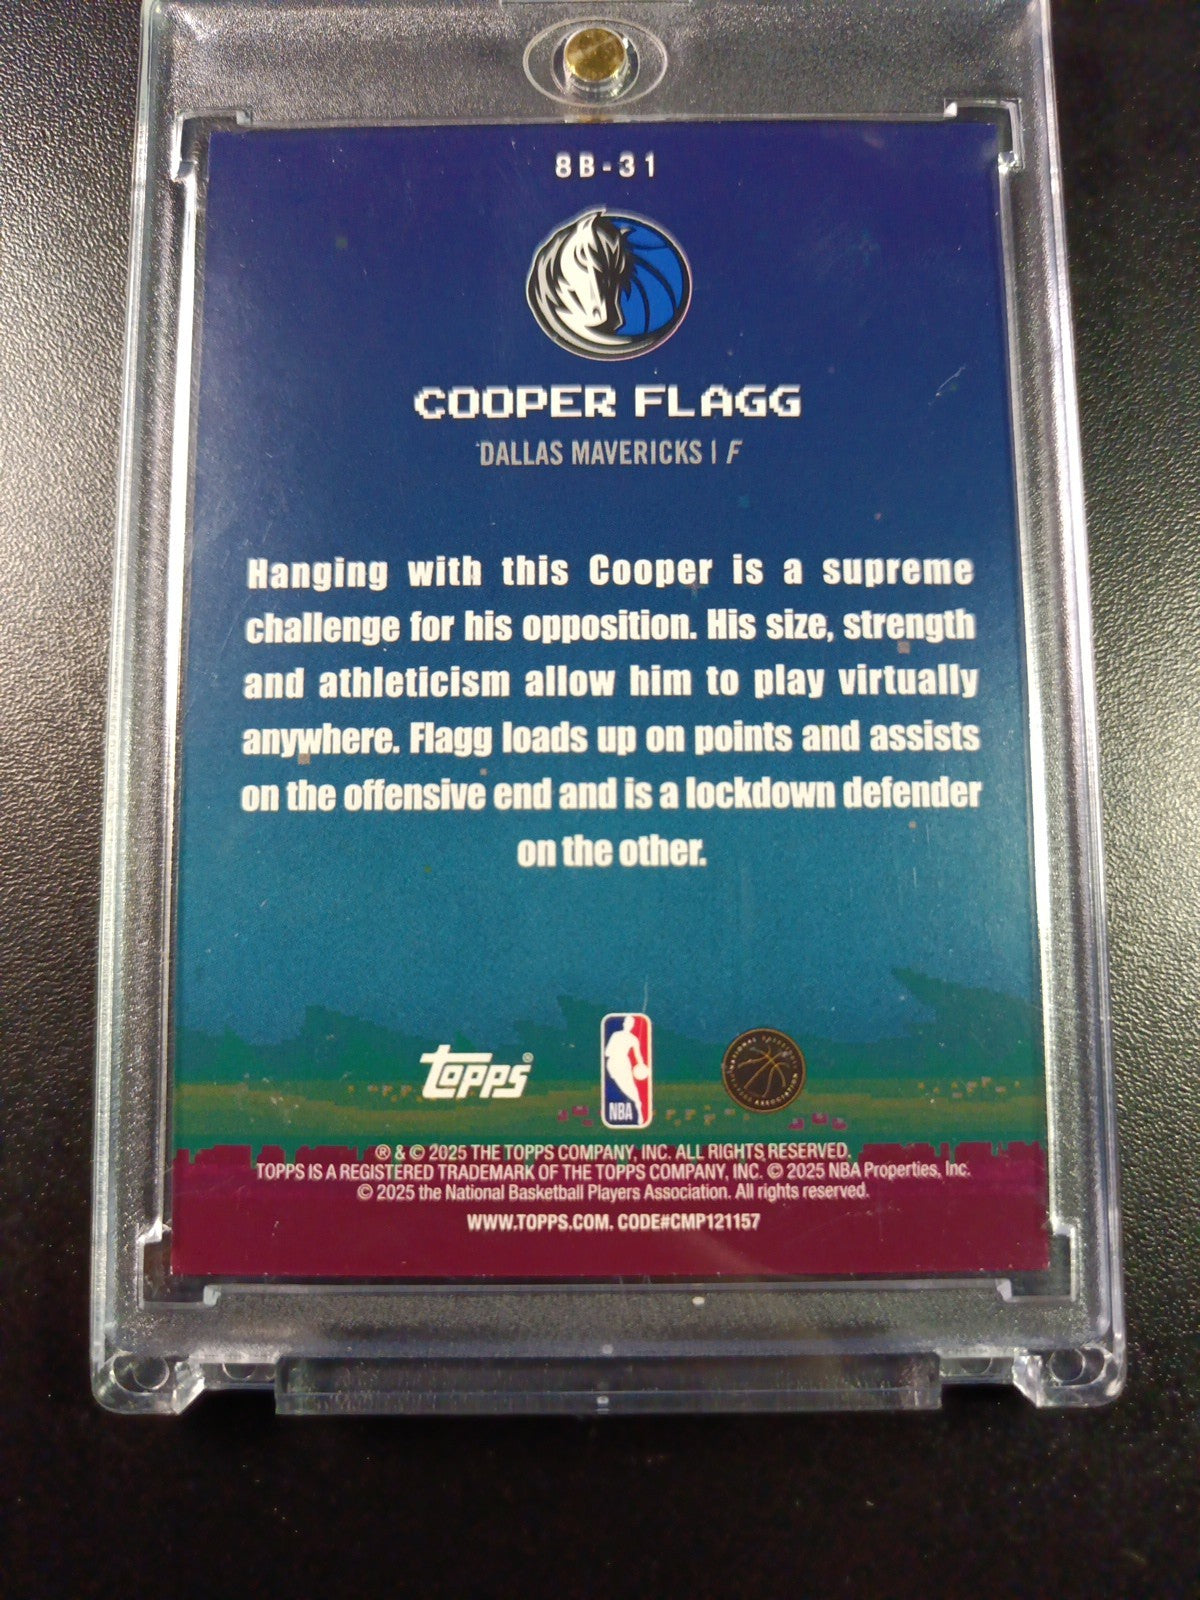 8B-31
COOPER FLAGG
DALLAS MAVERICKS | F
Hanging with this Cooper is a supreme
challenge for his opposition. His size, strength
and athleticism allow him to play virtually
anywhere. Flagg loads up on points and assists
on the offensive end and is a lockdown defender
on the other.
topps®
NBA
® & © 2025 THE TOPPS COMPANY, INC. ALL RIGHTS RESERVED.
TOPPS IS A REGISTERED TRADEMARK OF THE TOPPS COMPANY, INC. © 2025 NBA Properties, Inc.
© 2025 the National Basketball Players Association. All rights reserved.
WWW.TOPPS.COM. CODE#CMP121157